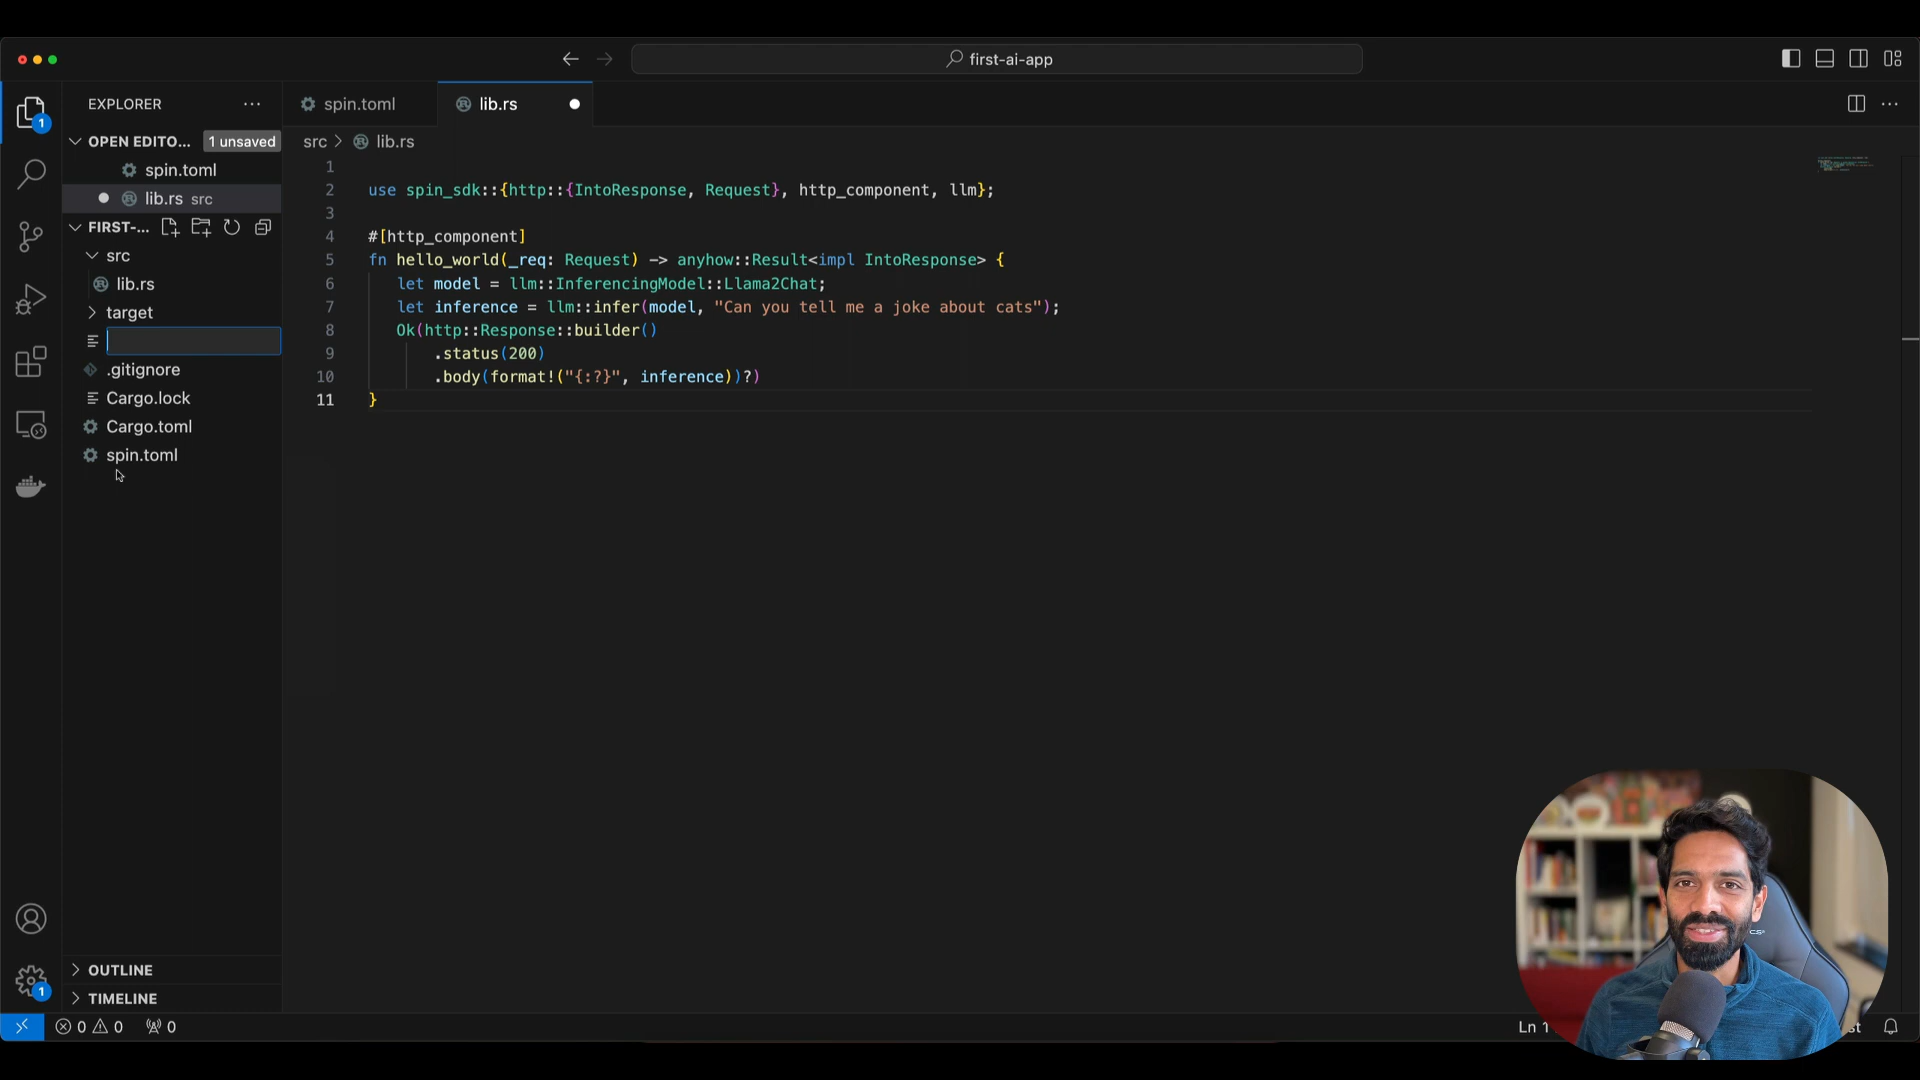 first-ai-app
EXPLORER
spin.toml
lib.rs
1
OPEN EDITO...
1 unsaved
src
lib.rs
spin.toml
lib.rs src
FIRST-...
src
lib.rs
target
.gitignore
Cargo.lock
Cargo.toml
spin.toml
1
2 use spin_sdk::{http::{IntoResponse, Request}, http_component, llm};
3
4 #[http_component]
5 fn hello_world(_req: Request) -> anyhow::Result<impl IntoResponse> {
6 let model = llm::InferencingModel::Llama2Chat;
7 let inference = llm::infer(model, "Can you tell me a joke about cats");
8 Ok(http::Response::builder()
9 .status(200)
10 .body(format!("{:?}", inference))?)
11 }
OUTLINE
1
TIMELINE
0 0 0
Ln 1
st